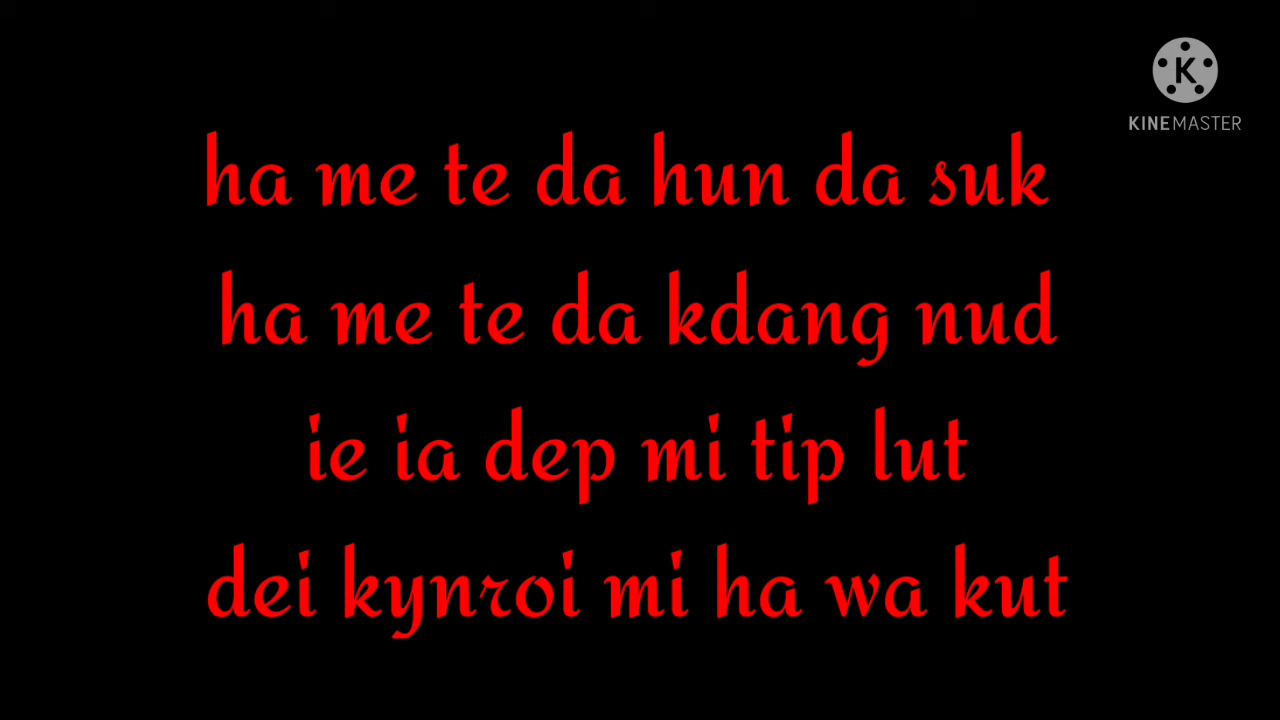 KINEMASTER
ha me te da hun da suk
ha me te da kdang nud
ie ia dep mi tip lut
dei kynroi mi ha wa kut